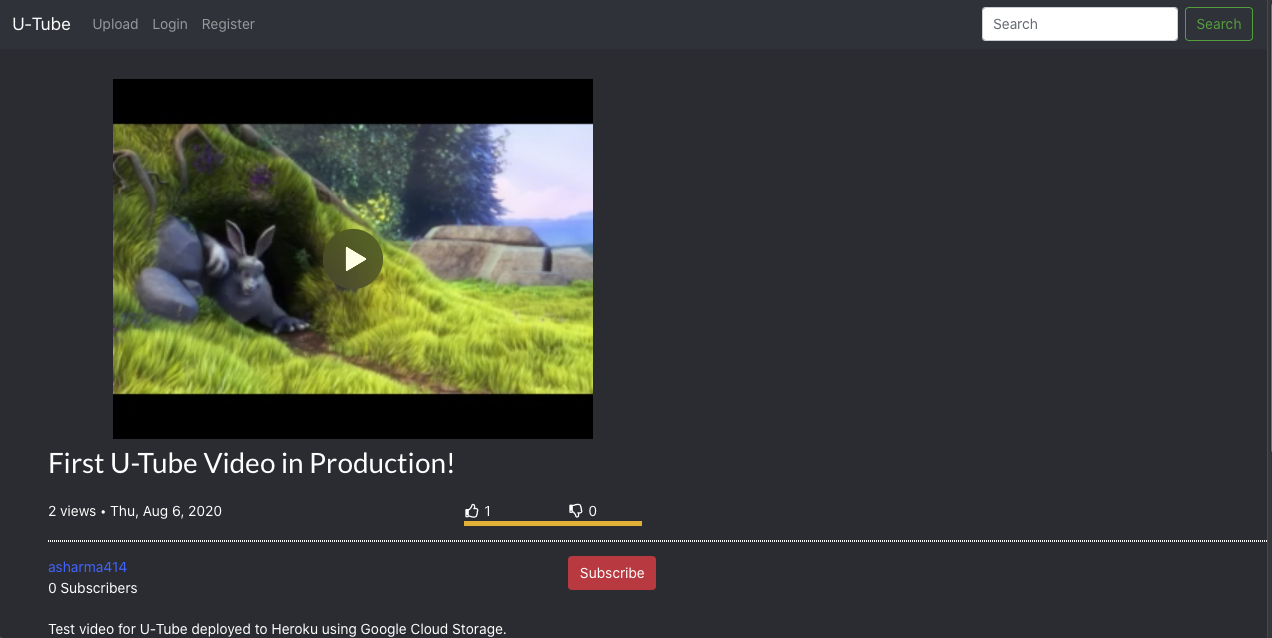 U-Tube Upload Login Register Search Search
First U-Tube Video in Production!
2 views • Thu, Aug 6, 2020 1 0
asharma414 Subscribe
0 Subscribers
Test video for U-Tube deployed to Heroku using Google Cloud Storage.